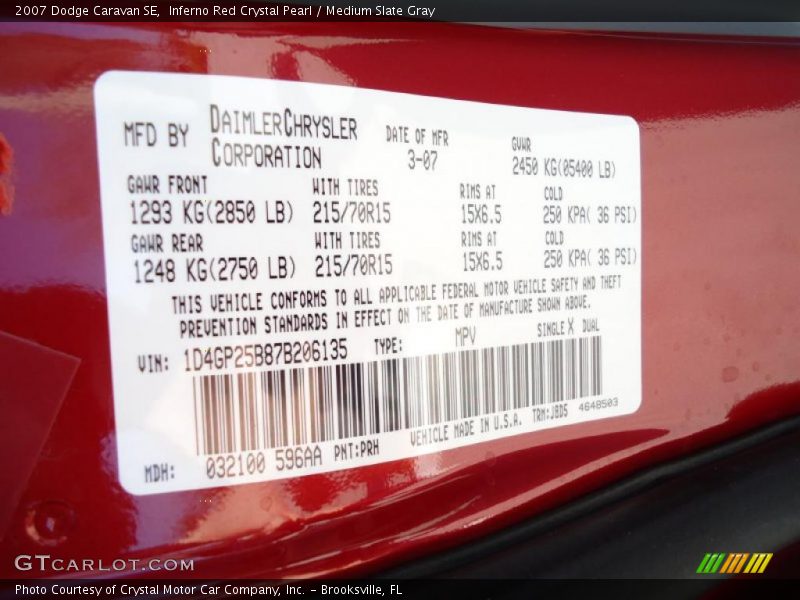 2007 Dodge Caravan SE,  Inferno Red Crystal Pearl / Medium Slate Gray
MFD BY DAIMLERCHRYSLER CORPORATION DATE OF MFR 3-07 GVWR 2450 KG(05400 LB)
GAWR FRONT WITH TIRES RIMS AT COLD
1293 KG(2850 LB) 215/70R15 15X6.5 250 KPA( 36 PSI)
GAWR REAR WITH TIRES RIMS AT COLD
1248 KG(2750 LB) 215/70R15 15X6.5 250 KPA( 36 PSI)
THIS VEHICLE CONFORMS TO ALL APPLICABLE FEDERAL MOTOR VEHICLE SAFETY AND THEFT
PREVENTION STANDARDS IN EFFECT ON THE DATE OF MANUFACTURE SHOWN ABOVE.
VIN: 1D4GP25B87B206135 TYPE: MPV SINGLE X DUAL
MDH: 032100 596AA PNT:PRH VEHICLE MADE IN U.S.A. TRM:JBD5 4648503
GTCARLOT.COM
Photo Courtesy of Crystal Motor Car Company, Inc. – Brooksville, FL